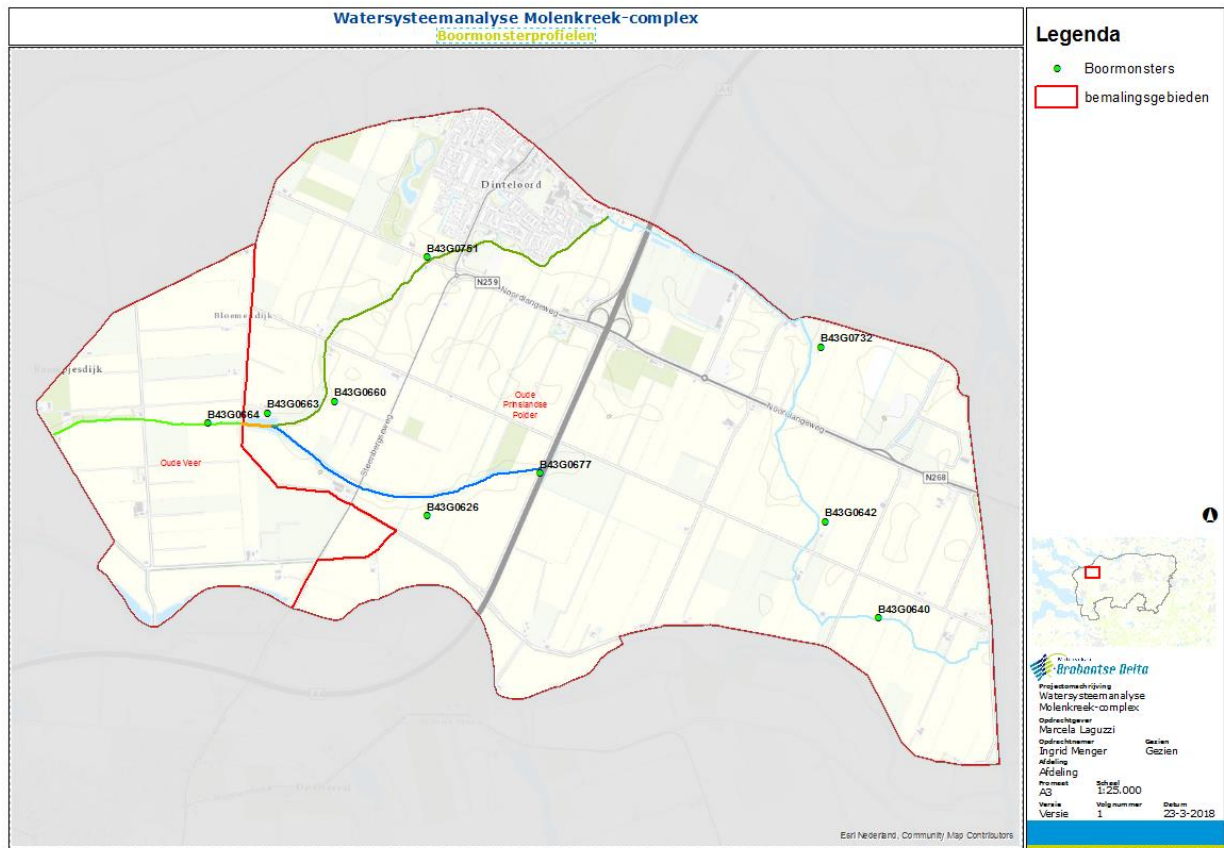 Watersysteemanalyse Molenkreek-complex
Boormonsterprofielen
Legenda
Boormonsters
bemalingsgebieden
A4
Dinteloord
B43G0751
N259
Noordlangeweg
Bloemendijk
B43G0732
B43G0660
B43G0663
B43G0664
Oude
Prinslandse
Polder
Noordlangeweg
Steenbergseweg
Oude Veer
B43G0677
N268
B43G0626
B43G0642
B43G0640
A4
Brabantse Delta
Projectomschrijving
Watersysteemanalyse
Molenkreek-complex
Opdrachtgever
Marcela Laguzzi
Opdrachtnemer Gezien
Ingrid Menger Gezien
Afdeling
Afdeling
Formaat Schaal
A3 1:25.000
Versie Volgnummer Datum
Versie 1 23-3-2018
Esri Nederland, Community Map Contributors